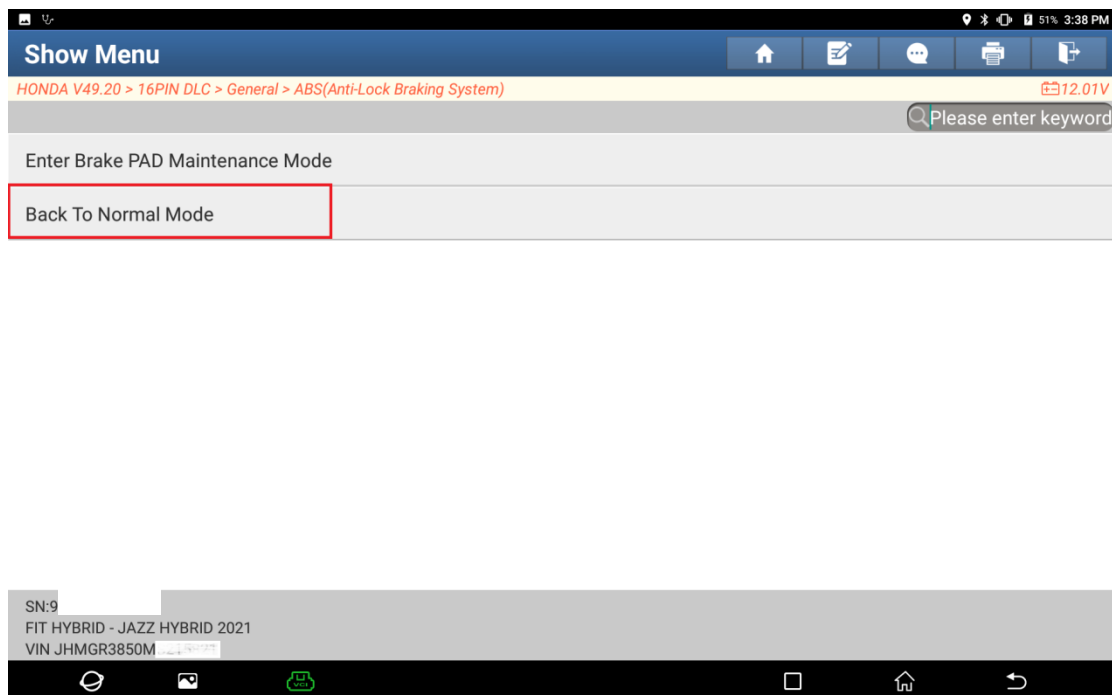 51% 3:38 PM
Show Menu
HONDA V49.20 > 16PIN DLC > General > ABS(Anti-Lock Braking System)
12.01V
Please enter keyword
Enter Brake PAD Maintenance Mode
Back To Normal Mode
SN:9
FIT HYBRID - JAZZ HYBRID 2021
VIN JHMGR3850M
VCI